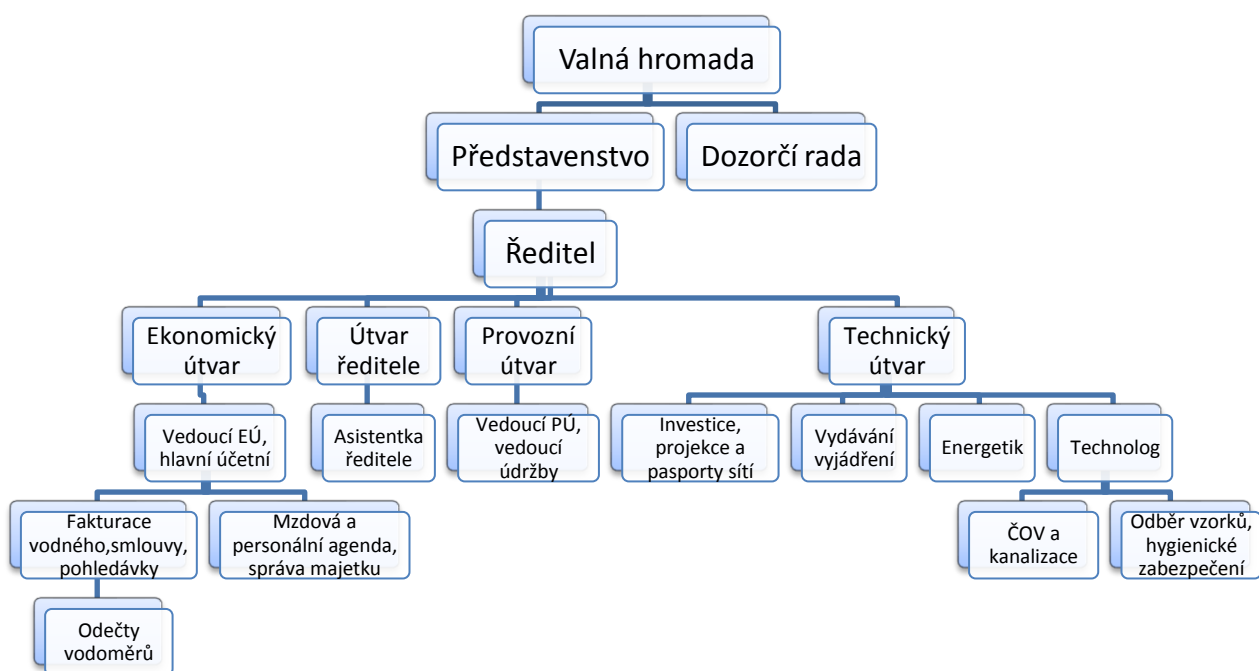 Valná hromada
Představenstvo
Dozorčí rada
Ředitel
Ekonomický
útvar
Útvar
ředitele
Provozní
útvar
Technický
útvar
Vedoucí EÚ,
hlavní účetní
Asistentka
ředitele
Vedoucí PÚ,
vedoucí
údržby
Investice,
projekce a
pasporty sítí
Vydávání
vyjádření
Energetik
Technolog
Fakturace
vodného,smlouvy,
pohledávky
Mzdová a
personální agenda,
správa majetku
ČOV a
kanalizace
Odběr vzorků,
hygienické
zabezpečení
Odečty
vodoměrů